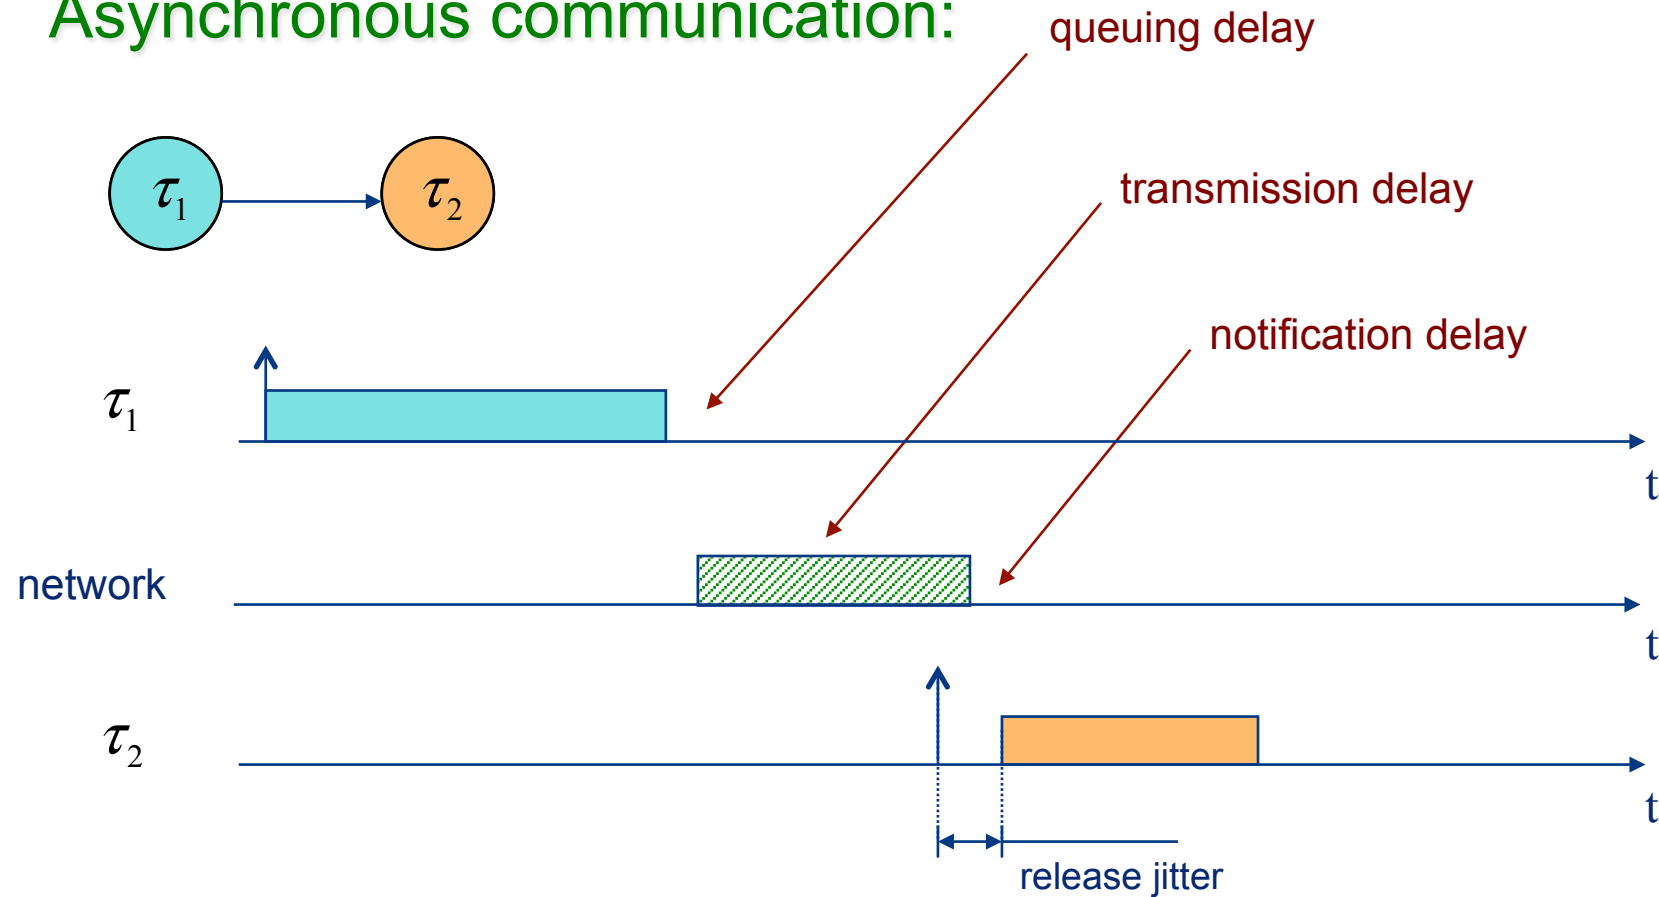 Asynchronous communication:
queuing delay
transmission delay
notification delay
τ1
τ2
τ1
t
network
t
τ2
t
release jitter